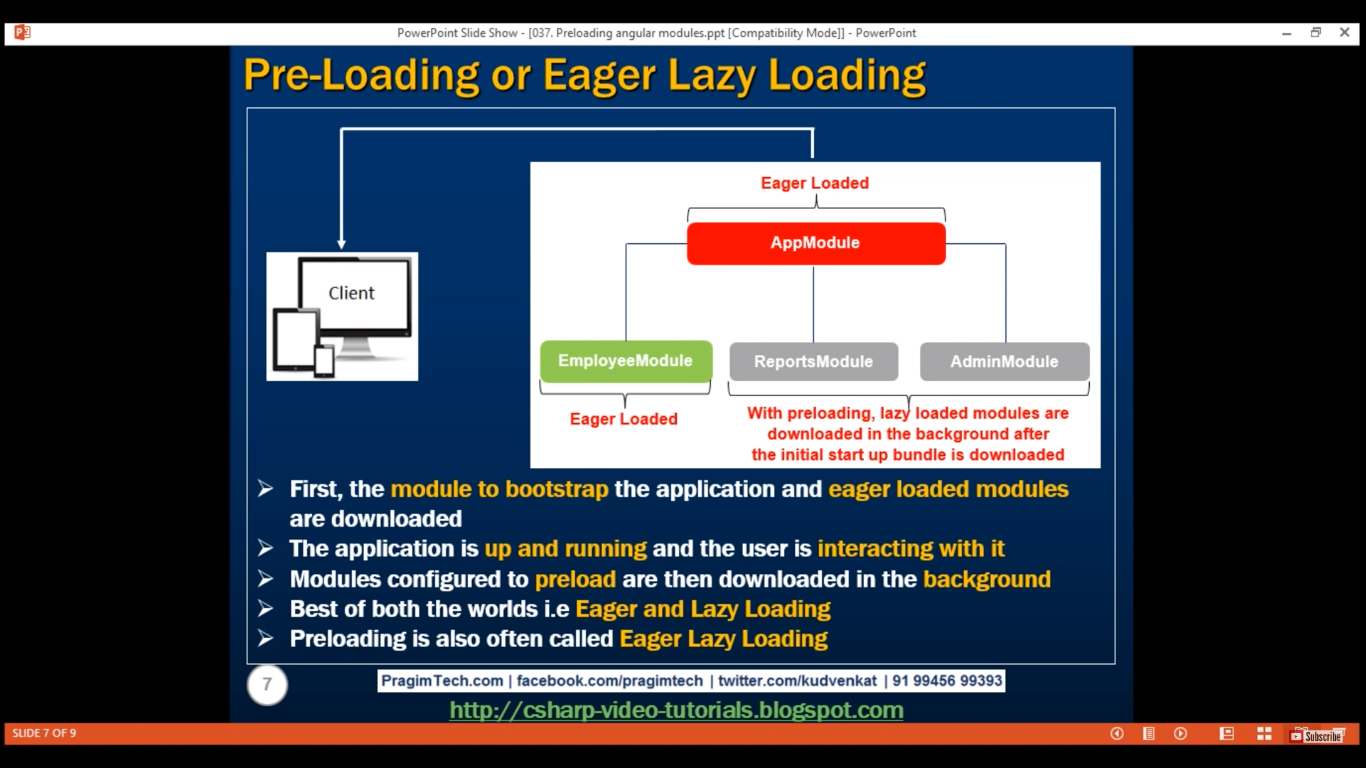 PowerPoint Slide Show - [037. Preloading angular modules.ppt [Compatibility Mode]] - PowerPoint
Pre-Loading or Eager Lazy Loading
Eager Loaded
AppModule
Client
EmployeeModule
ReportsModule
AdminModule
Eager Loaded
With preloading, lazy loaded modules are
downloaded in the background after
the initial start up bundle is downloaded
➢ First, the module to bootstrap the application and eager loaded modules
are downloaded
➢ The application is up and running and the user is interacting with it
➢ Modules configured to preload are then downloaded in the background
➢ Best of both the worlds i.e Eager and Lazy Loading
➢ Preloading is also often called Eager Lazy Loading
7
PragimTech.com | facebook.com/pragimtech | twitter.com/kudvenkat | 91 99456 99393
http://csharp-video-tutorials.blogspot.com
SLIDE 7 OF 9
Subscribe